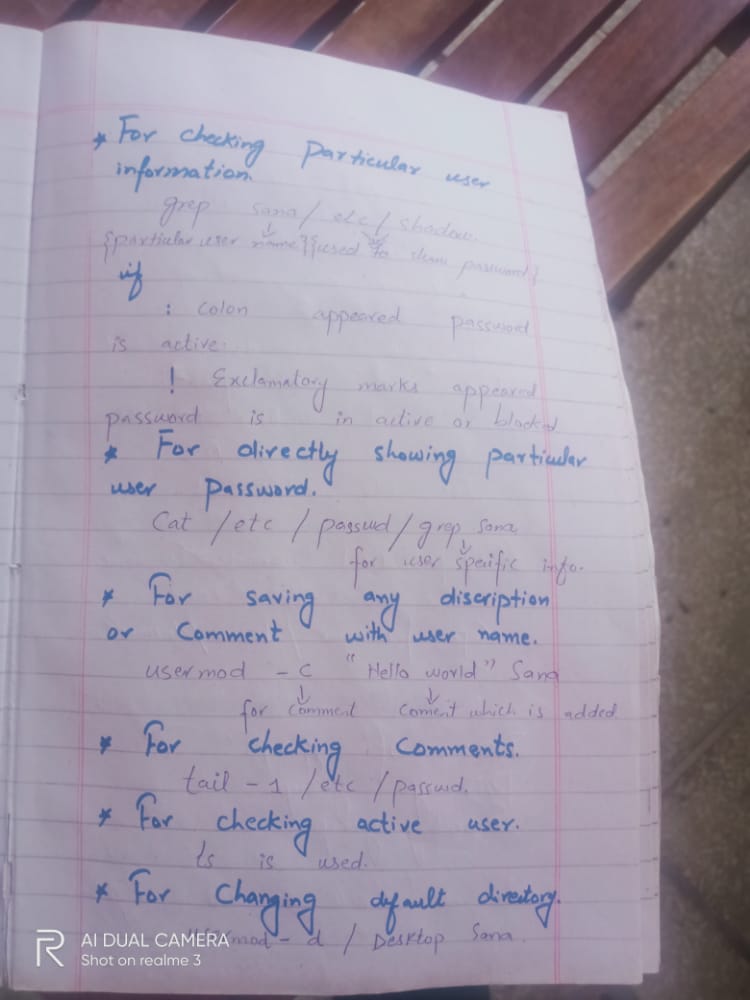 * For checking Particular user
information.
grep sana / etc / shadow.
{particular user name}{used to show password}
if
: Colon appeared password
is active.
! Exclamatory marks appeared
password is in active or blocked
* For directly showing particular
user Password.
Cat / etc / passwd / grep Sana
for user specific info.
* For saving any discription
or Comment with user name.
usermod - c "Hello world" Sana
for comment coment which is added
* For checking Comments.
tail - 1 / etc / passwd.
* For checking active user.
ls is used.
* For Changing default directory.
usermod - d / Desktop Sana.
R AI DUAL CAMERA
Shot on realme 3